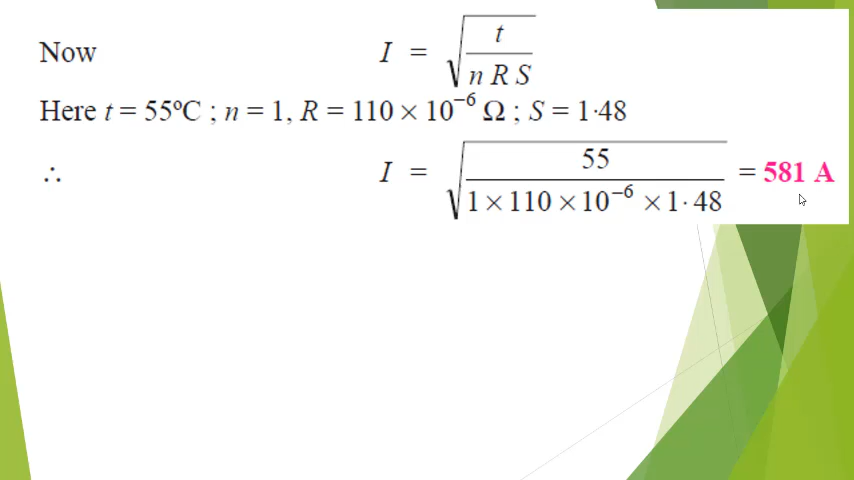 Now I = √(t / n R S)
Here t = 55ºC ; n = 1, R = 110 × 10⁻⁶ Ω ; S = 1·48
∴ I = √(55 / 1 × 110 × 10⁻⁶ × 1·48) = 581 A